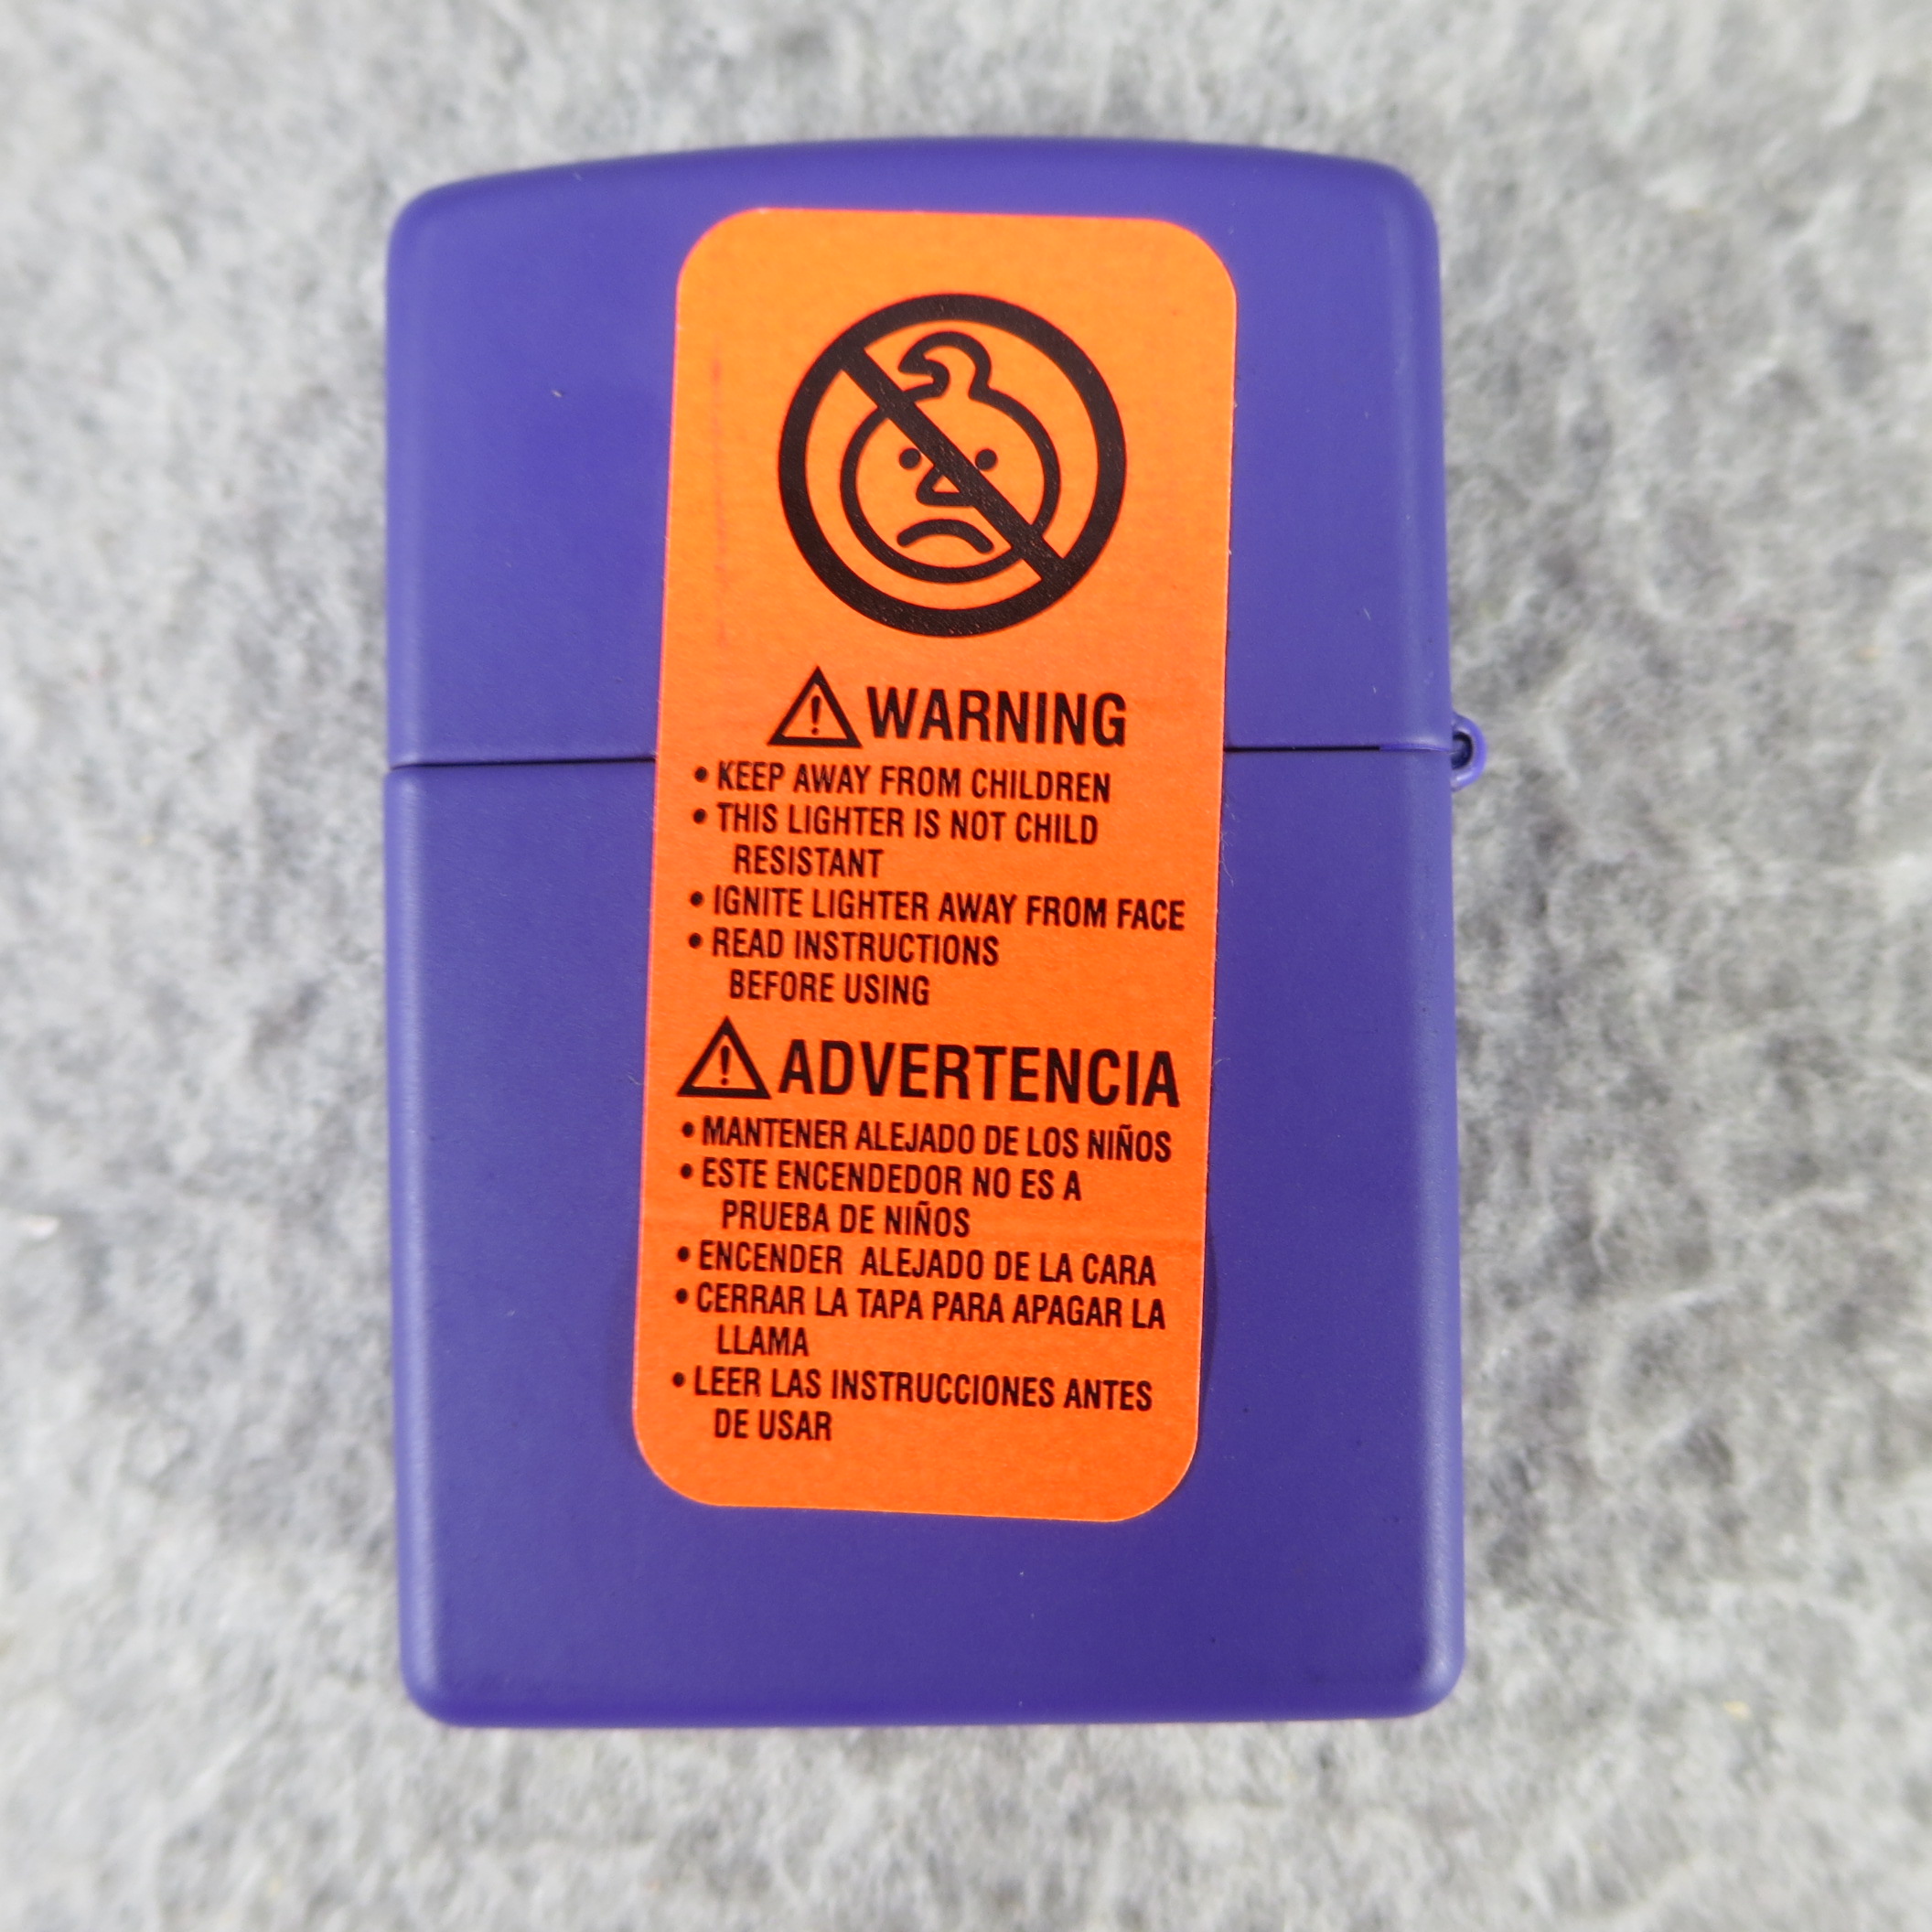 WARNING
• KEEP AWAY FROM CHILDREN
• THIS LIGHTER IS NOT CHILD
RESISTANT
• IGNITE LIGHTER AWAY FROM FACE
• READ INSTRUCTIONS
BEFORE USING
ADVERTENCIA
• MANTENER ALEJADO DE LOS NIÑOS
• ESTE ENCENDEDOR NO ES A
PRUEBA DE NIÑOS
• ENCENDER ALEJADO DE LA CARA
• CERRAR LA TAPA PARA APAGAR LA
LLAMA
• LEER LAS INSTRUCCIONES ANTES
DE USAR